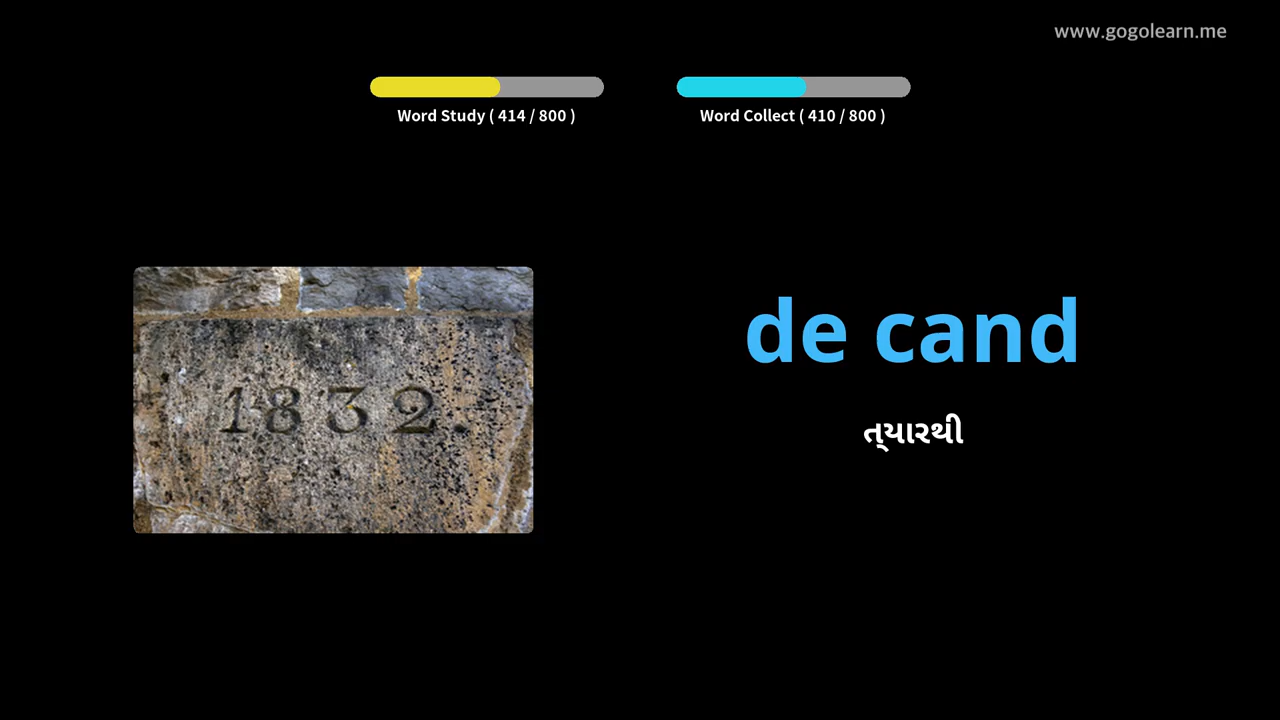 www.gogolearn.me
Word Study ( 414 / 800 )
Word Collect ( 410 / 800 )
1832.
de cand
ત્યારથી